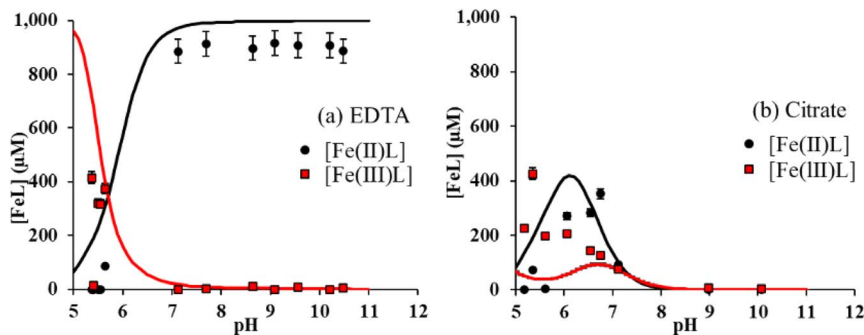 1,000
800
600
400
200
0
[FeL] (µM)
5 6 7 8 9 10 11 12
pH
(a) EDTA
[Fe(II)L]
[Fe(III)L]
1,000
800
600
400
200
0
[FeL] (µM)
5 6 7 8 9 10 11 12
pH
(b) Citrate
[Fe(II)L]
[Fe(III)L]